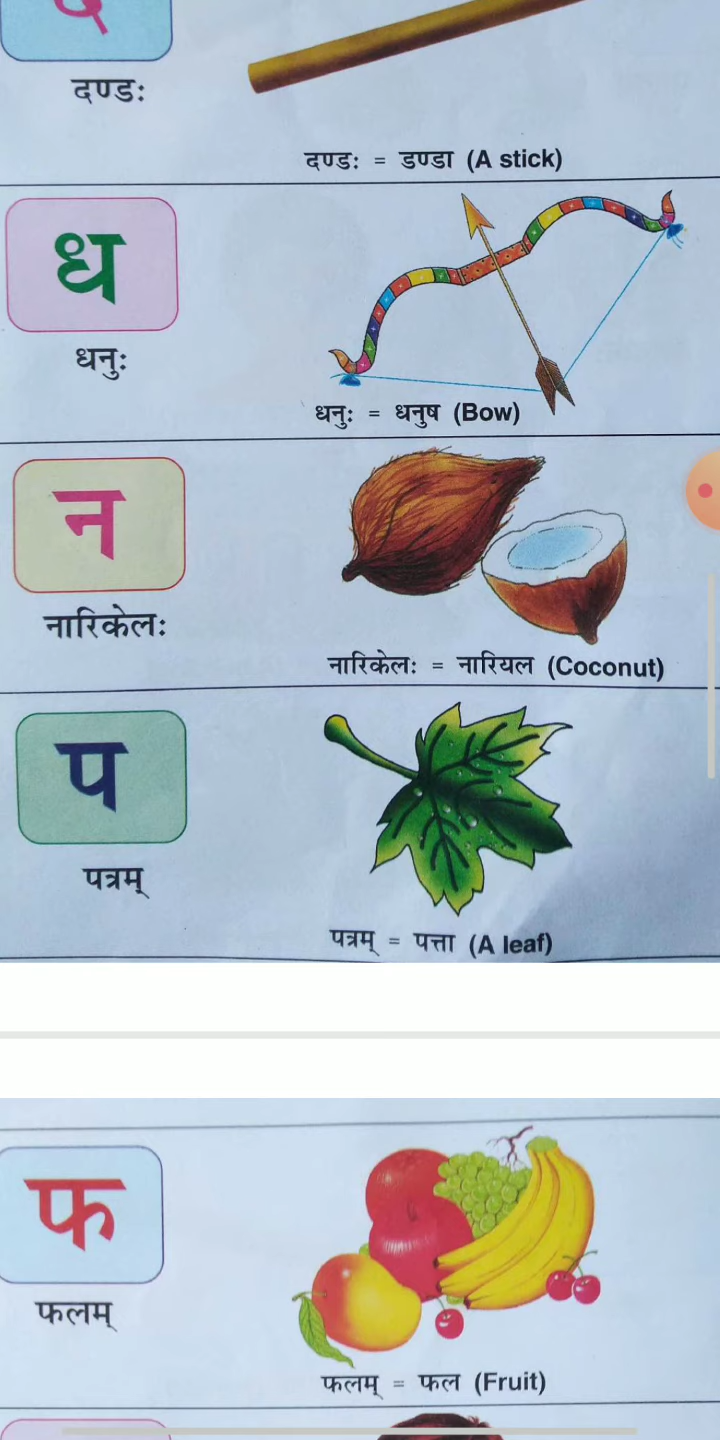 द
दण्डः
दण्डः = डण्डा (A stick)
ध
धनुः
धनुः = धनुष (Bow)
न
नारिकेलः
नारिकेलः = नारियल (Coconut)
प
पत्रम्
पत्रम् = पत्ता (A leaf)
फ
फलम्
फलम् = फल (Fruit)